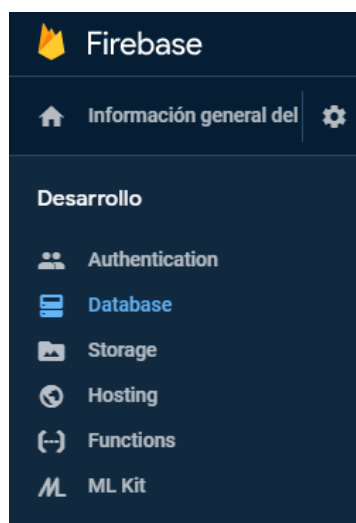 Firebase
Información general del
Desarrollo
Authentication
Database
Storage
Hosting
Functions
ML Kit